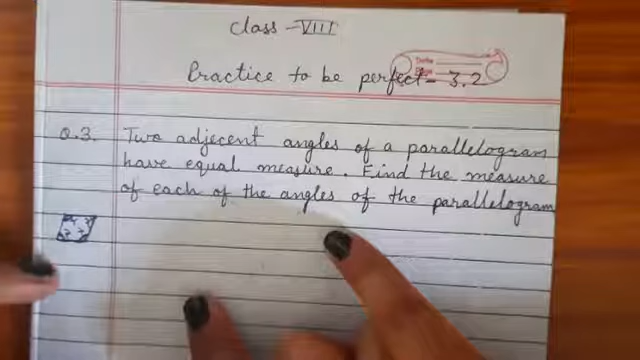 Class - VIII
Practice to be perfect - 3.2
Q.3. Two adjecent angles of a parallelogram
have equal measure. Find the measure
of each of the angles of the parallelogram